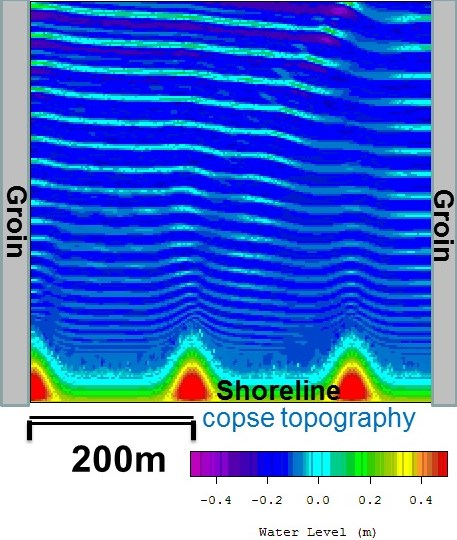 Groin
Groin
Shoreline
copse topography
200m
-0.4 -0.2 0.0 0.2 0.4
Water Level (m)